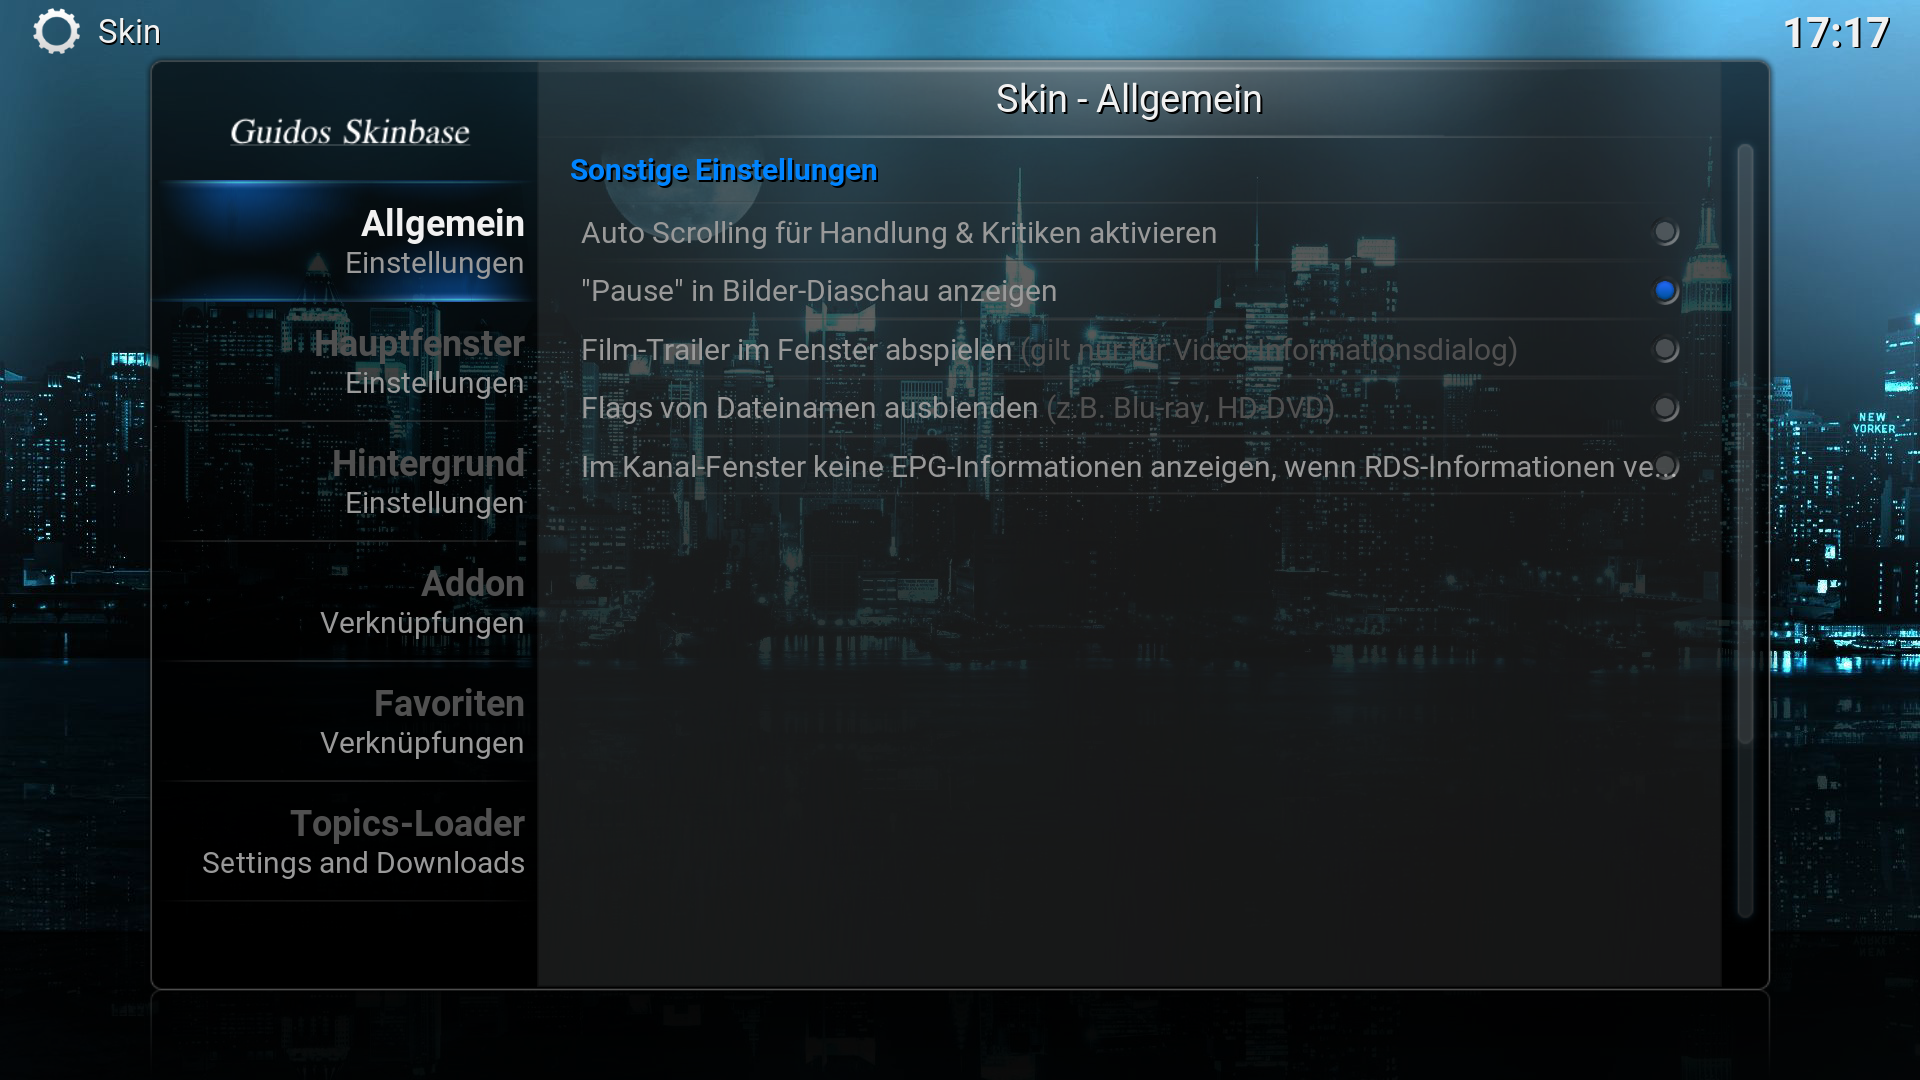 Skin
17:17
Guidos Skinbase
Allgemein
Einstellungen
Hauptfenster
Einstellungen
Hintergrund
Einstellungen
Addon
Verknüpfungen
Favoriten
Verknüpfungen
Topics-Loader
Settings and Downloads
Skin - Allgemein
Sonstige Einstellungen
Auto Scrolling für Handlung & Kritiken aktivieren
"Pause" in Bilder-Diaschau anzeigen
Film-Trailer im Fenster abspielen (gilt nur für Video-Informationsdialog)
Flags von Dateinamen ausblenden (z.B. Blu-ray, HD-DVD)
Im Kanal-Fenster keine EPG-Informationen anzeigen, wenn RDS-Informationen ve...
NEW
YORKER